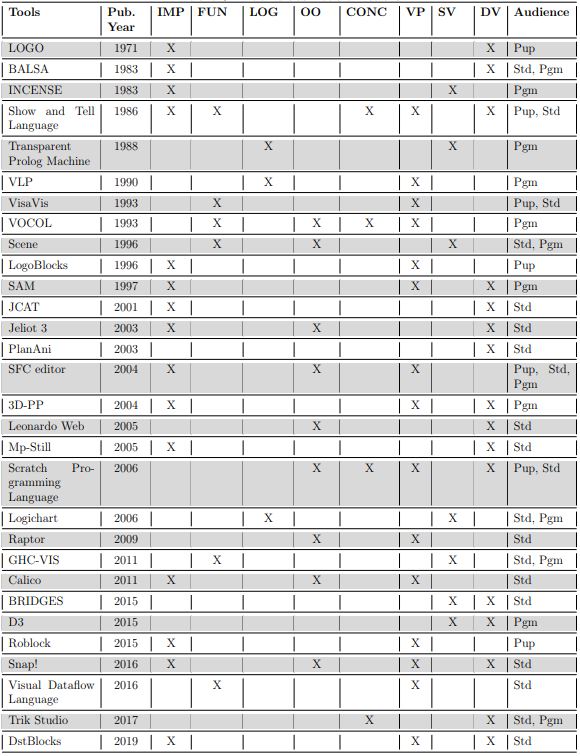 Tools Pub. Year IMP FUN LOG OO CONC VP SV DV Audience
LOGO 1971 X X Pup
BALSA 1983 X X Std, Pgm
INCENSE 1983 X X Pgm
Show and Tell Language 1986 X X X X X Pup, Std
Transparent Prolog Machine 1988 X X Pgm
VLP 1990 X X Pgm
VisaVis 1993 X X Pup, Std
VOCOL 1993 X X X X Pgm
Scene 1996 X X X Std, Pgm
LogoBlocks 1996 X X Pup
SAM 1997 X X X Pgm
JCAT 2001 X X Std
Jeliot 3 2003 X X X Std
PlanAni 2003 X Std
SFC editor 2004 X X X Pup, Std, Pgm
3D-PP 2004 X X X Pgm
Leonardo Web 2005 X X Std
Mp-Still 2005 X X Std
Scratch Pro-gramming Language 2006 X X X X Pup, Std
Logichart 2006 X X Std, Pgm
Raptor 2009 X X Std
GHC-VIS 2011 X X Std, Pgm
Calico 2011 X X X Std
BRIDGES 2015 X X Std
D3 2015 X X Pgm
Roblock 2015 X X Pup
Snap! 2016 X X X X Std
Visual Dataflow Language 2016 X X Std
Trik Studio 2017 X X Std, Pgm
DstBlocks 2019 X X X Std